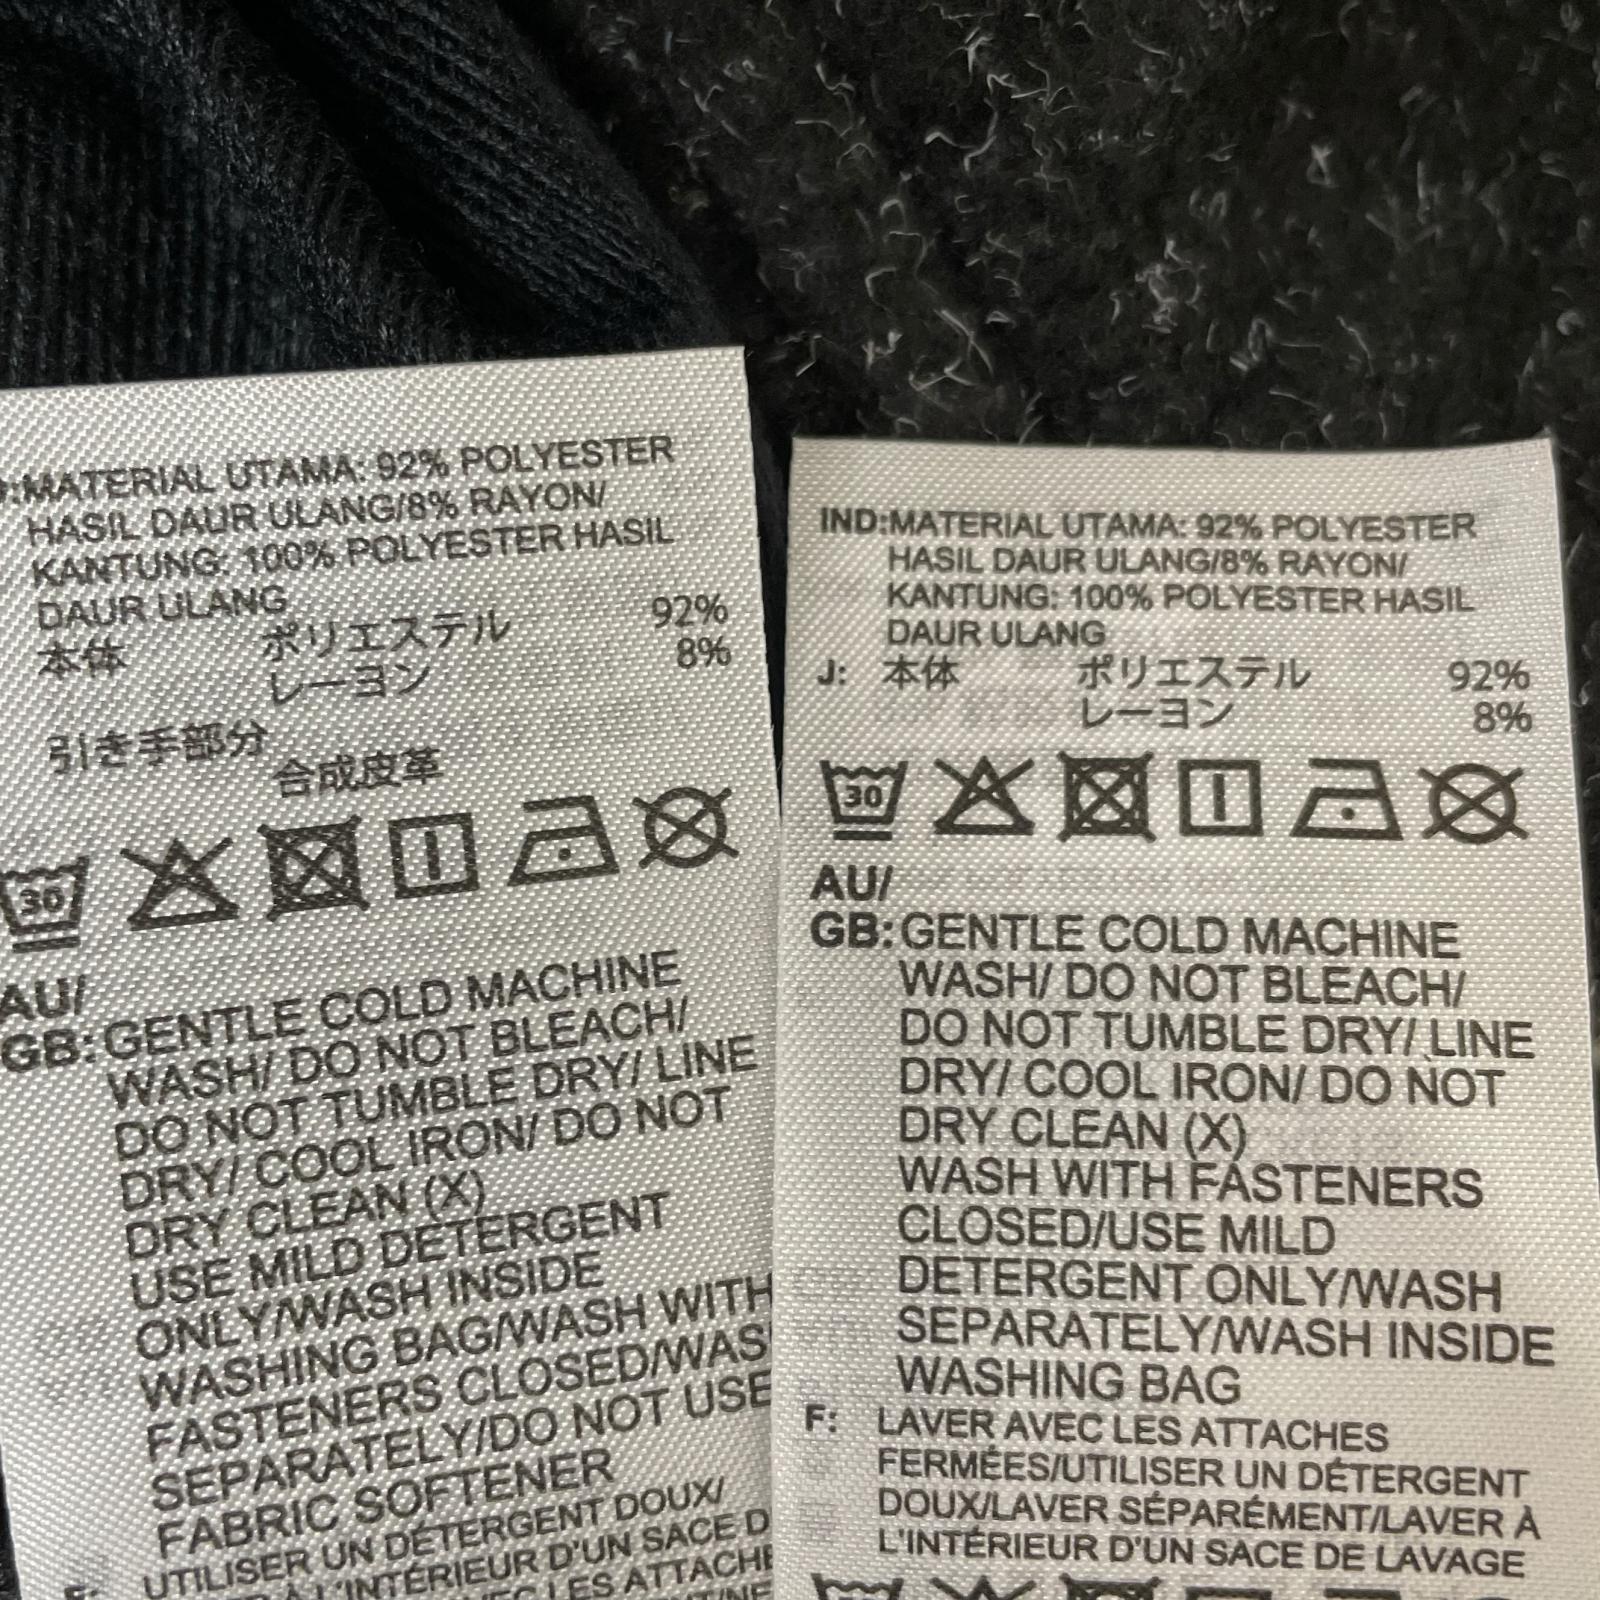 :MATERIAL UTAMA: 92% POLYESTER
HASIL DAUR ULANG/8% RAYON/
KANTUNG: 100% POLYESTER HASIL
DAUR ULANG
本体 ポリエステル 92%
レーヨン 8%
引き手部分
合成皮革
30
AU/
GB: GENTLE COLD MACHINE
WASH/ DO NOT BLEACH/
DO NOT TUMBLE DRY/ LINE
DRY/ COOL IRON/ DO NOT
DRY CLEAN (X)
USE MILD DETERGENT
ONLY/WASH INSIDE
WASHING BAG/WASH WITH
FASTENERS CLOSED/WAS
SEPARATELY/DO NOT USE
FABRIC SOFTENER
F: UTILISER UN DÉTERGENT DOUX/
À L'INTÉRIEUR D'UN SACE D
LES ATTACHE
IND:MATERIAL UTAMA: 92% POLYESTER
HASIL DAUR ULANG/8% RAYON/
KANTUNG: 100% POLYESTER HASIL
DAUR ULANG
J: 本体 ポリエステル 92%
レーヨン 8%
30
AU/
GB: GENTLE COLD MACHINE
WASH/ DO NOT BLEACH/
DO NOT TUMBLE DRY/ LINE
DRY/ COOL IRON/ DO NOT
DRY CLEAN (X)
WASH WITH FASTENERS
CLOSED/USE MILD
DETERGENT ONLY/WASH
SEPARATELY/WASH INSIDE
WASHING BAG
F: LAVER AVEC LES ATTACHES
FERMÉES/UTILISER UN DÉTERGENT
DOUX/LAVER SÉPARÉMENT/LAVER À
L'INTÉRIEUR D'UN SACE DE LAVAGE